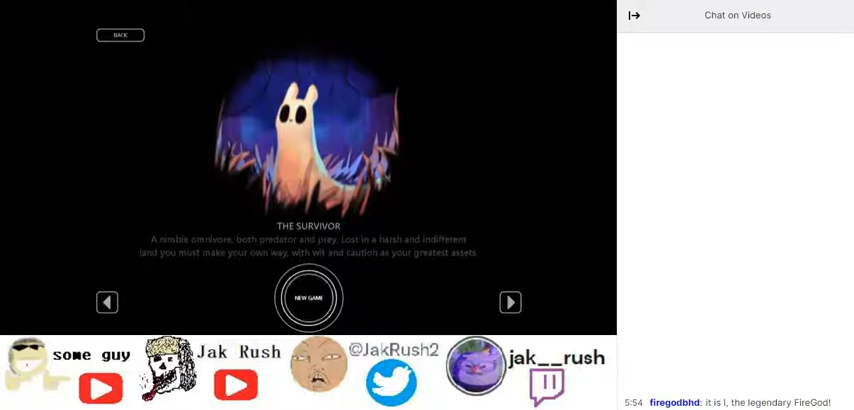 BACK
THE SURVIVOR
A nimble omnivore, both predator and prey. Lost in a harsh and indifferent
land you must make your own way, with wit and caution as your greatest assets.
NEW GAME
some guy
Jak Rush
@JakRush2
jak__rush
Chat on Videos
5:54 firegodbhd: it is I, the legendary FireGod!